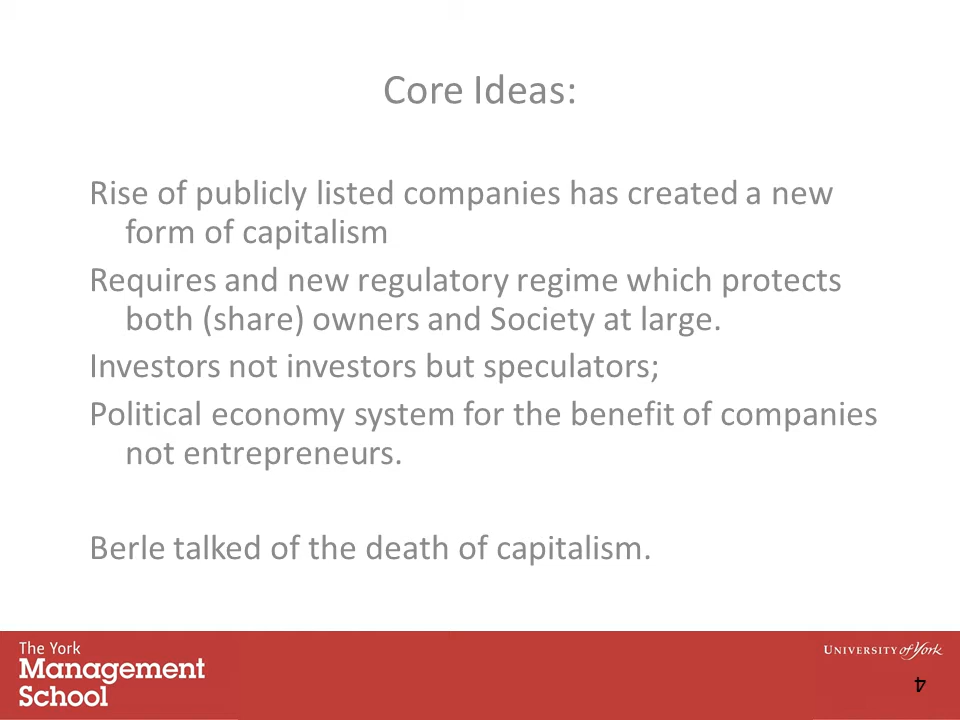 Core Ideas:
Rise of publicly listed companies has created a new
form of capitalism
Requires and new regulatory regime which protects
both (share) owners and Society at large.
Investors not investors but speculators;
Political economy system for the benefit of companies
not entrepreneurs.
Berle talked of the death of capitalism.
The York
Management
School
UNIVERSITY of York
4